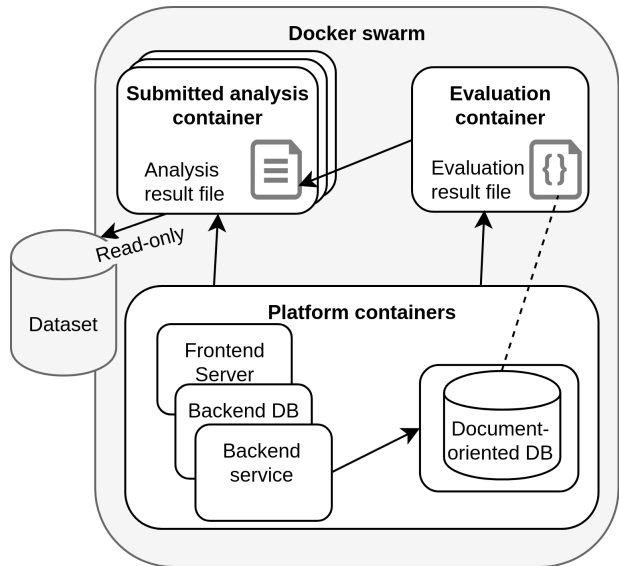 Docker swarm
Submitted analysis
container
Analysis
result file
Evaluation
container
Evaluation
result file
{}
Read-only
Dataset
Platform containers
Frontend
Server
Backend DB
Backend
service
Document-
oriented DB